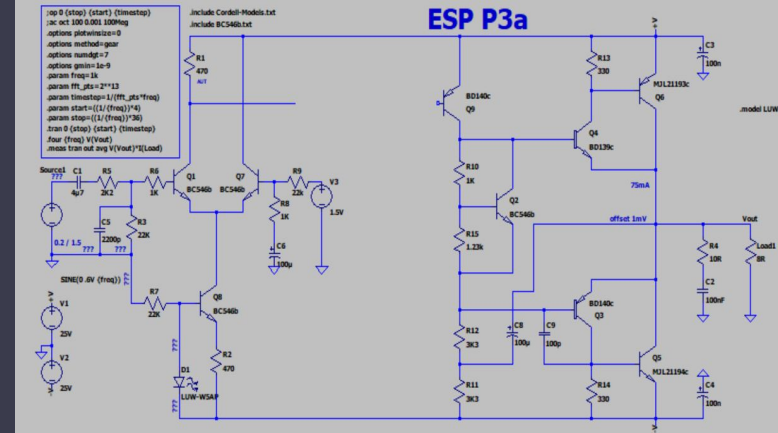 ESP P3a
;op 0 {stop} {start} {timestep}
;ac oct 100 0.001 100Meg
.options plotwinsize=0
.options method=gear
.options numdgt=7
.options gmin=1e-9
.param freq=1k
.param fft_pts=2**13
.param timestep=1/(fft_pts*freq)
.param start=((1/{freq})*4)
.param stop=((1/{freq})*36)
.tran 0 {stop} {start} {timestep}
.four {freq} V(Vout)
.meas tran out avg V(Vout)*I(Load)
.include Cordell-Models.txt
.include BC546b.txt
R1
470
BD140c
Q9
R13
330
MJL21193c
Q6
C3
100n
.model LUW
Q4
BD139c
R10
1K
Q2
BC546b
R15
1.23k
75mA
offset 1mV
Vout
Source1
???
C1
4µ7
R5
2K2
R6
1K
Q1
BC546b
Q7
BC546b
R9
22k
V3
1.5V
R8
1K
C6
100µ
C5
2200p
R3
22K
0.2 / 1.5
???
???
???
SINE(0 .6V {freq})
R7
22K
Q8
BC546b
R2
470
???
D1
LUW-W5AP
???
+V
V1
25V
V2
25V
-V
R4
10R
Load1
8R
C2
100nF
BD140c
Q3
R12
3K3
C8
100µ
C9
100p
R11
3K3
Q5
MJL21194c
R14
330
C4
100n
+V
-V